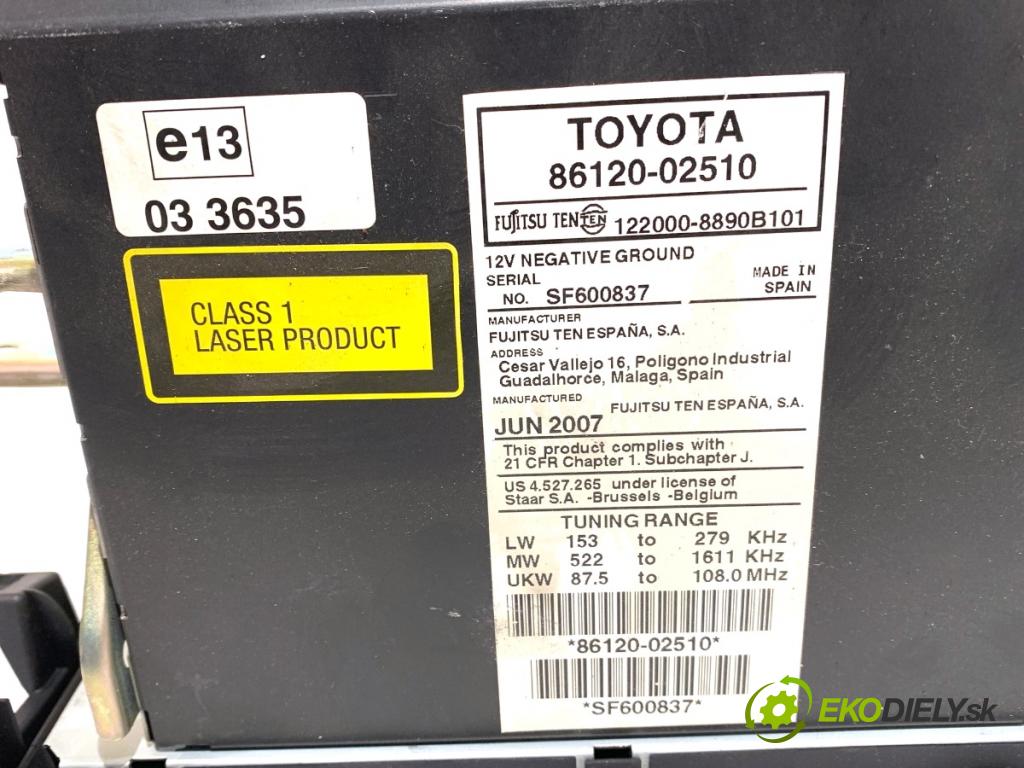 e13
03 3635
CLASS 1
LASER PRODUCT
TOYOTA
86120-02510
FUJITSU TEN TEN 122000-8890B101
12V NEGATIVE GROUND
SERIAL
NO. SF600837
MADE IN
SPAIN
MANUFACTURER
FUJITSU TEN ESPAÑA, S.A.
ADDRESS
Cesar Vallejo 16, Poligono Industrial
Guadalhorce, Malaga, Spain
MANUFACTURED
FUJITSU TEN ESPAÑA, S.A.
JUN 2007
This product complies with
21 CFR Chapter 1. Subchapter J.
US 4.527.265 under license of
Staar S.A. -Brussels -Belgium
TUNING RANGE
LW 153 to 279 KHz
MW 522 to 1611 KHz
UKW 87.5 to 108.0 MHz
*86120-02510*
*SF600837*
EKODIELY.sk